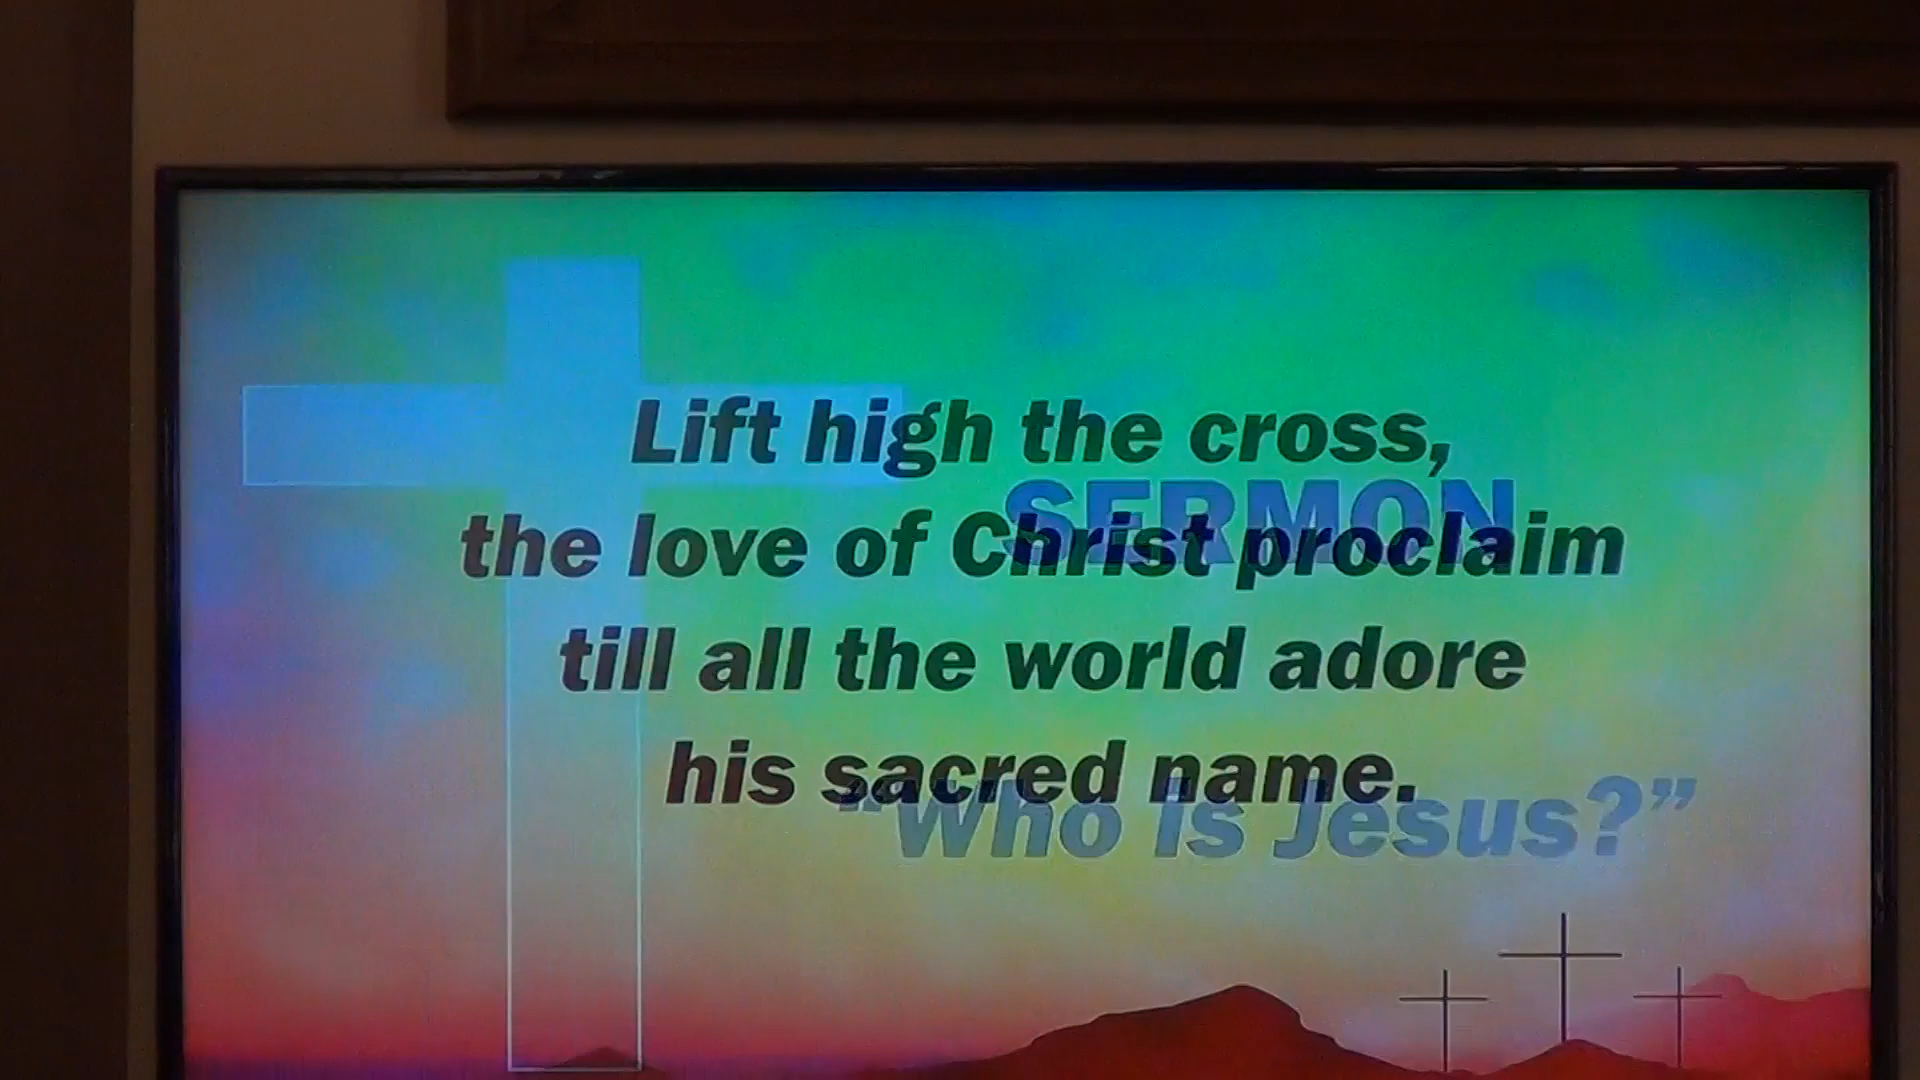 Lift high the cross,
SERMON
the love of Christ proclaim
till all the world adore
his sacred name.
"Who is Jesus?"